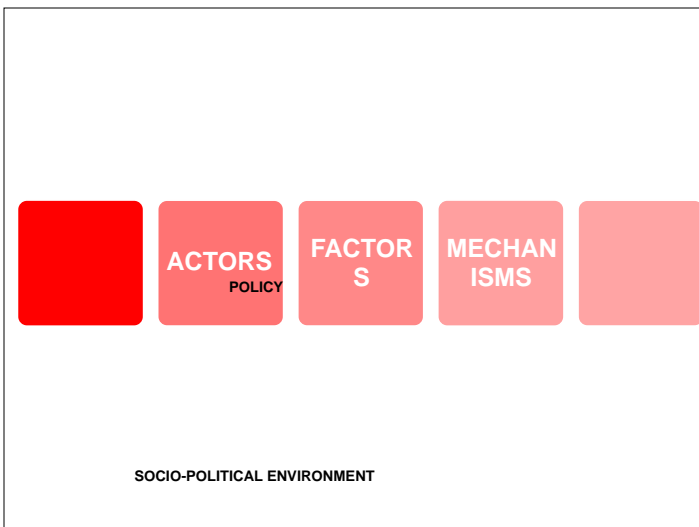 ACTORS
POLICY
FACTOR
S
MECHAN
ISMS
SOCIO-POLITICAL ENVIRONMENT